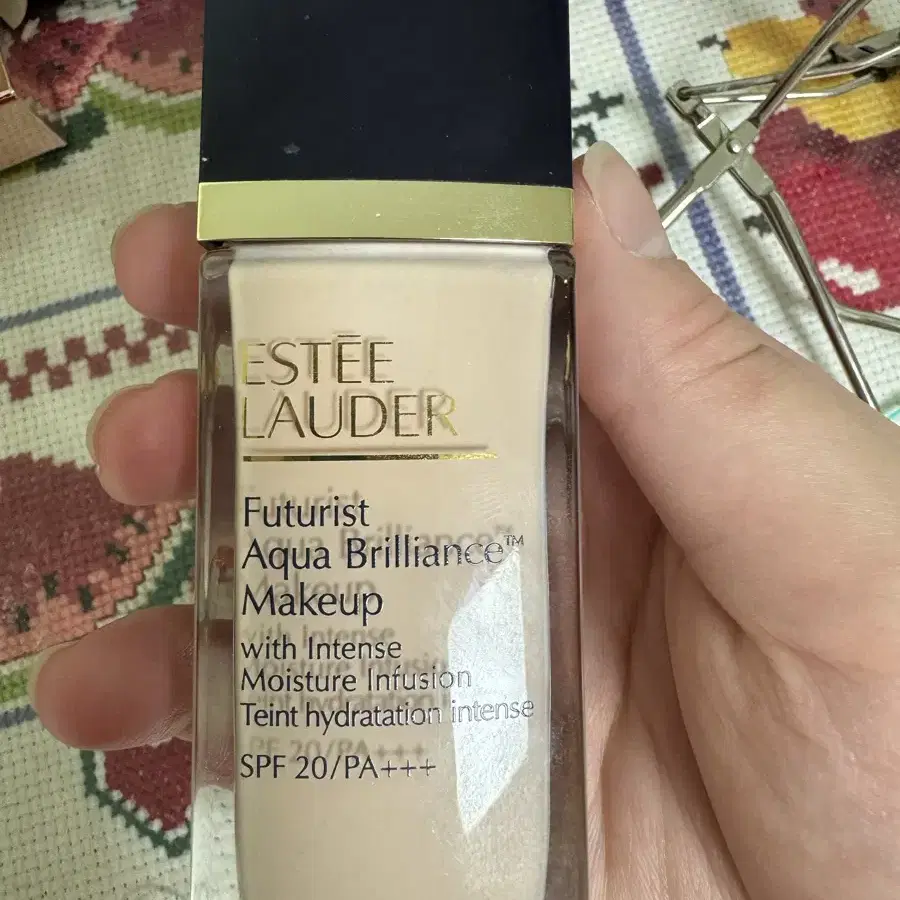 ESTĒE
LAUDER
Futurist
Aqua Brilliance™
Makeup
with Intense
Moisture Infusion
Teint hydratation intense
SPF 20/PA+++